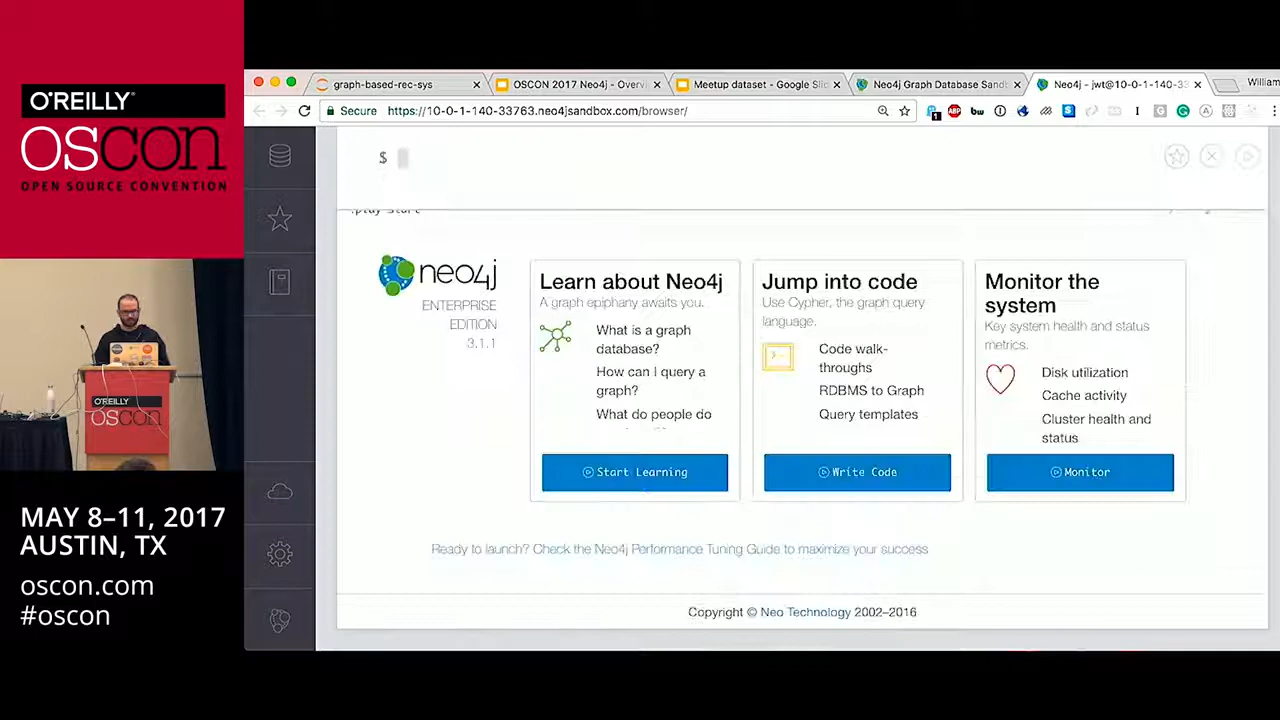 O'REILLY®
OSCON
OPEN SOURCE CONVENTION
O'REILLY
OSCON
MAY 8–11, 2017
AUSTIN, TX
oscon.com
#oscon
graph-based-rec-sys
OSCON 2017 Neo4j - Overvi
Meetup dataset - Google Slid
Neo4j Graph Database Sandb
Neo4j - jwt@10-0-1-140-33
William
Secure
https://10-0-1-140-33763.neo4jsandbox.com/browser/
$
:play start
neo4j
ENTERPRISE
EDITION
3.1.1
Learn about Neo4j
A graph epiphany awaits you.
What is a graph
database?
How can I query a
graph?
What do people do
Start Learning
Jump into code
Use Cypher, the graph query
language.
Code walk-
throughs
RDBMS to Graph
Query templates
Write Code
Monitor the
system
Key system health and status
metrics.
Disk utilization
Cache activity
Cluster health and
status
Monitor
Ready to launch? Check the Neo4j Performance Tuning Guide to maximize your success
Copyright © Neo Technology 2002–2016